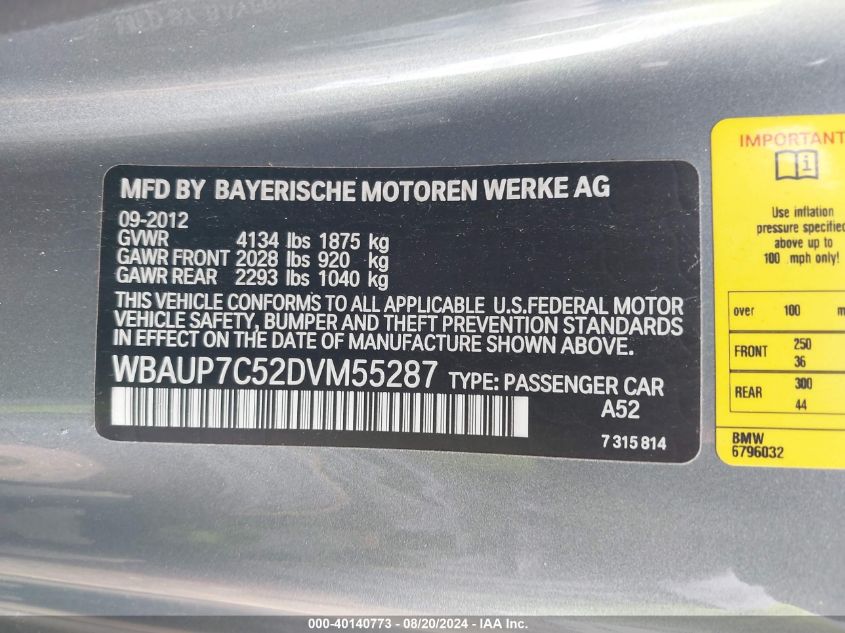 MFD BY BAYERISCHE MOTOREN WERKE AG
09-2012
GVWR 4134 lbs 1875 kg
GAWR FRONT 2028 lbs 920 kg
GAWR REAR 2293 lbs 1040 kg
THIS VEHICLE CONFORMS TO ALL APPLICABLE U.S.FEDERAL MOTOR
VEHICLE SAFETY, BUMPER AND THEFT PREVENTION STANDARDS
IN EFFECT ON THE DATE OF MANUFACTURE SHOWN ABOVE.
WBAUP7C52DVM55287 TYPE: PASSENGER CAR
A52
7 315 814
IMPORTANT
Use inflation
pressure specified
above up to
100 mph only!
over 100
FRONT 250
36
REAR 300
44
BMW
6796032
000-40140773 - 08/20/2024 - IAA Inc.